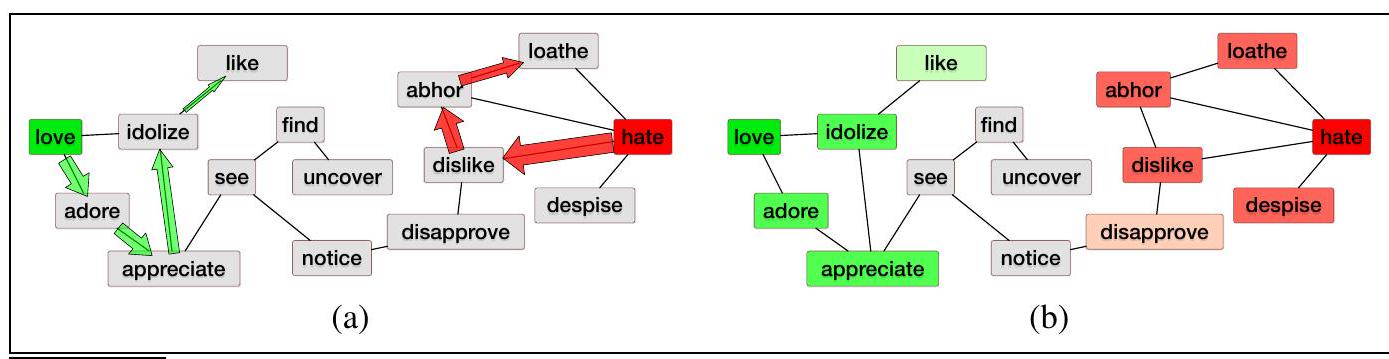 loathe
like
abhor
love
idolize
find
hate
dislike
see
uncover
adore
despise
disapprove
notice
appreciate
(a)
loathe
like
abhor
love
idolize
find
hate
dislike
see
uncover
adore
despise
disapprove
notice
appreciate
(b)